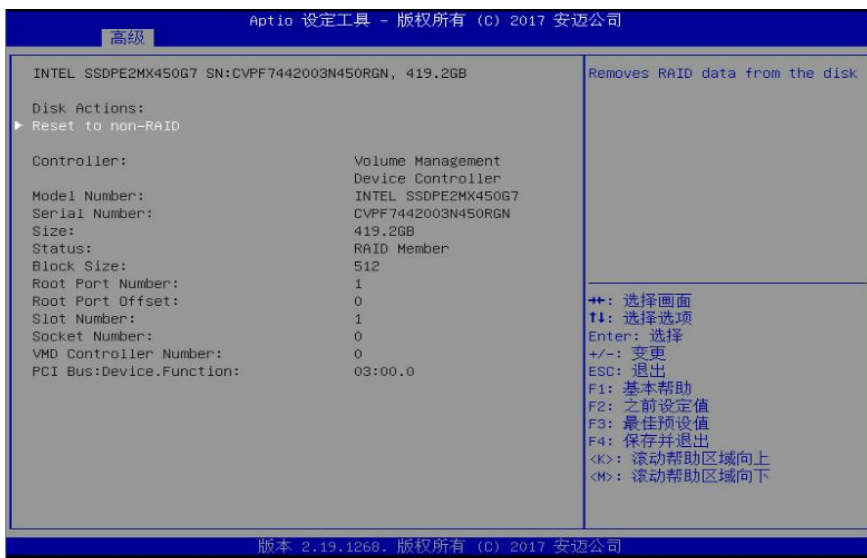 Aptio 设定工具 - 版权所有 (C) 2017 安迈公司
高级
INTEL SSDPE2MX450G7 SN:CVPF7442003N450RGN, 419.2GB
Disk Actions:
▶ Reset to non-RAID
Controller: Volume Management
Device Controller
Model Number: INTEL SSDPE2MX450G7
Serial Number: CVPF7442003N450RGN
Size: 419.2GB
Status: RAID Member
Block Size: 512
Root Port Number: 1
Root Port Offset: 0
Slot Number: 1
Socket Number: 0
VMD Controller Number: 0
PCI Bus:Device.Function: 03:00.0
Removes RAID data from the disk
→←: 选择画面
↑↓: 选择选项
Enter: 选择
+/-: 变更
ESC: 退出
F1: 基本帮助
F2: 之前设定值
F3: 最佳预设值
F4: 保存并退出
<K>: 滚动帮助区域向上
<M>: 滚动帮助区域向下
版本 2.19.1268. 版权所有 (C) 2017 安迈公司